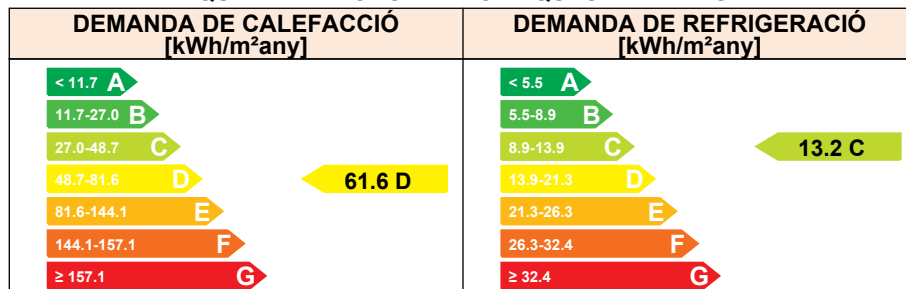 DEMANDA DE CALEFACCIÓ
[kWh/m²any]
< 11.7 A
11.7-27.0 B
27.0-48.7 C
48.7-81.6 D
61.6 D
81.6-144.1 E
144.1-157.1 F
≥ 157.1 G
DEMANDA DE REFRIGERACIÓ
[kWh/m²any]
< 5.5 A
5.5-8.9 B
8.9-13.9 C
13.2 C
13.9-21.3 D
21.3-26.3 E
26.3-32.4 F
≥ 32.4 G